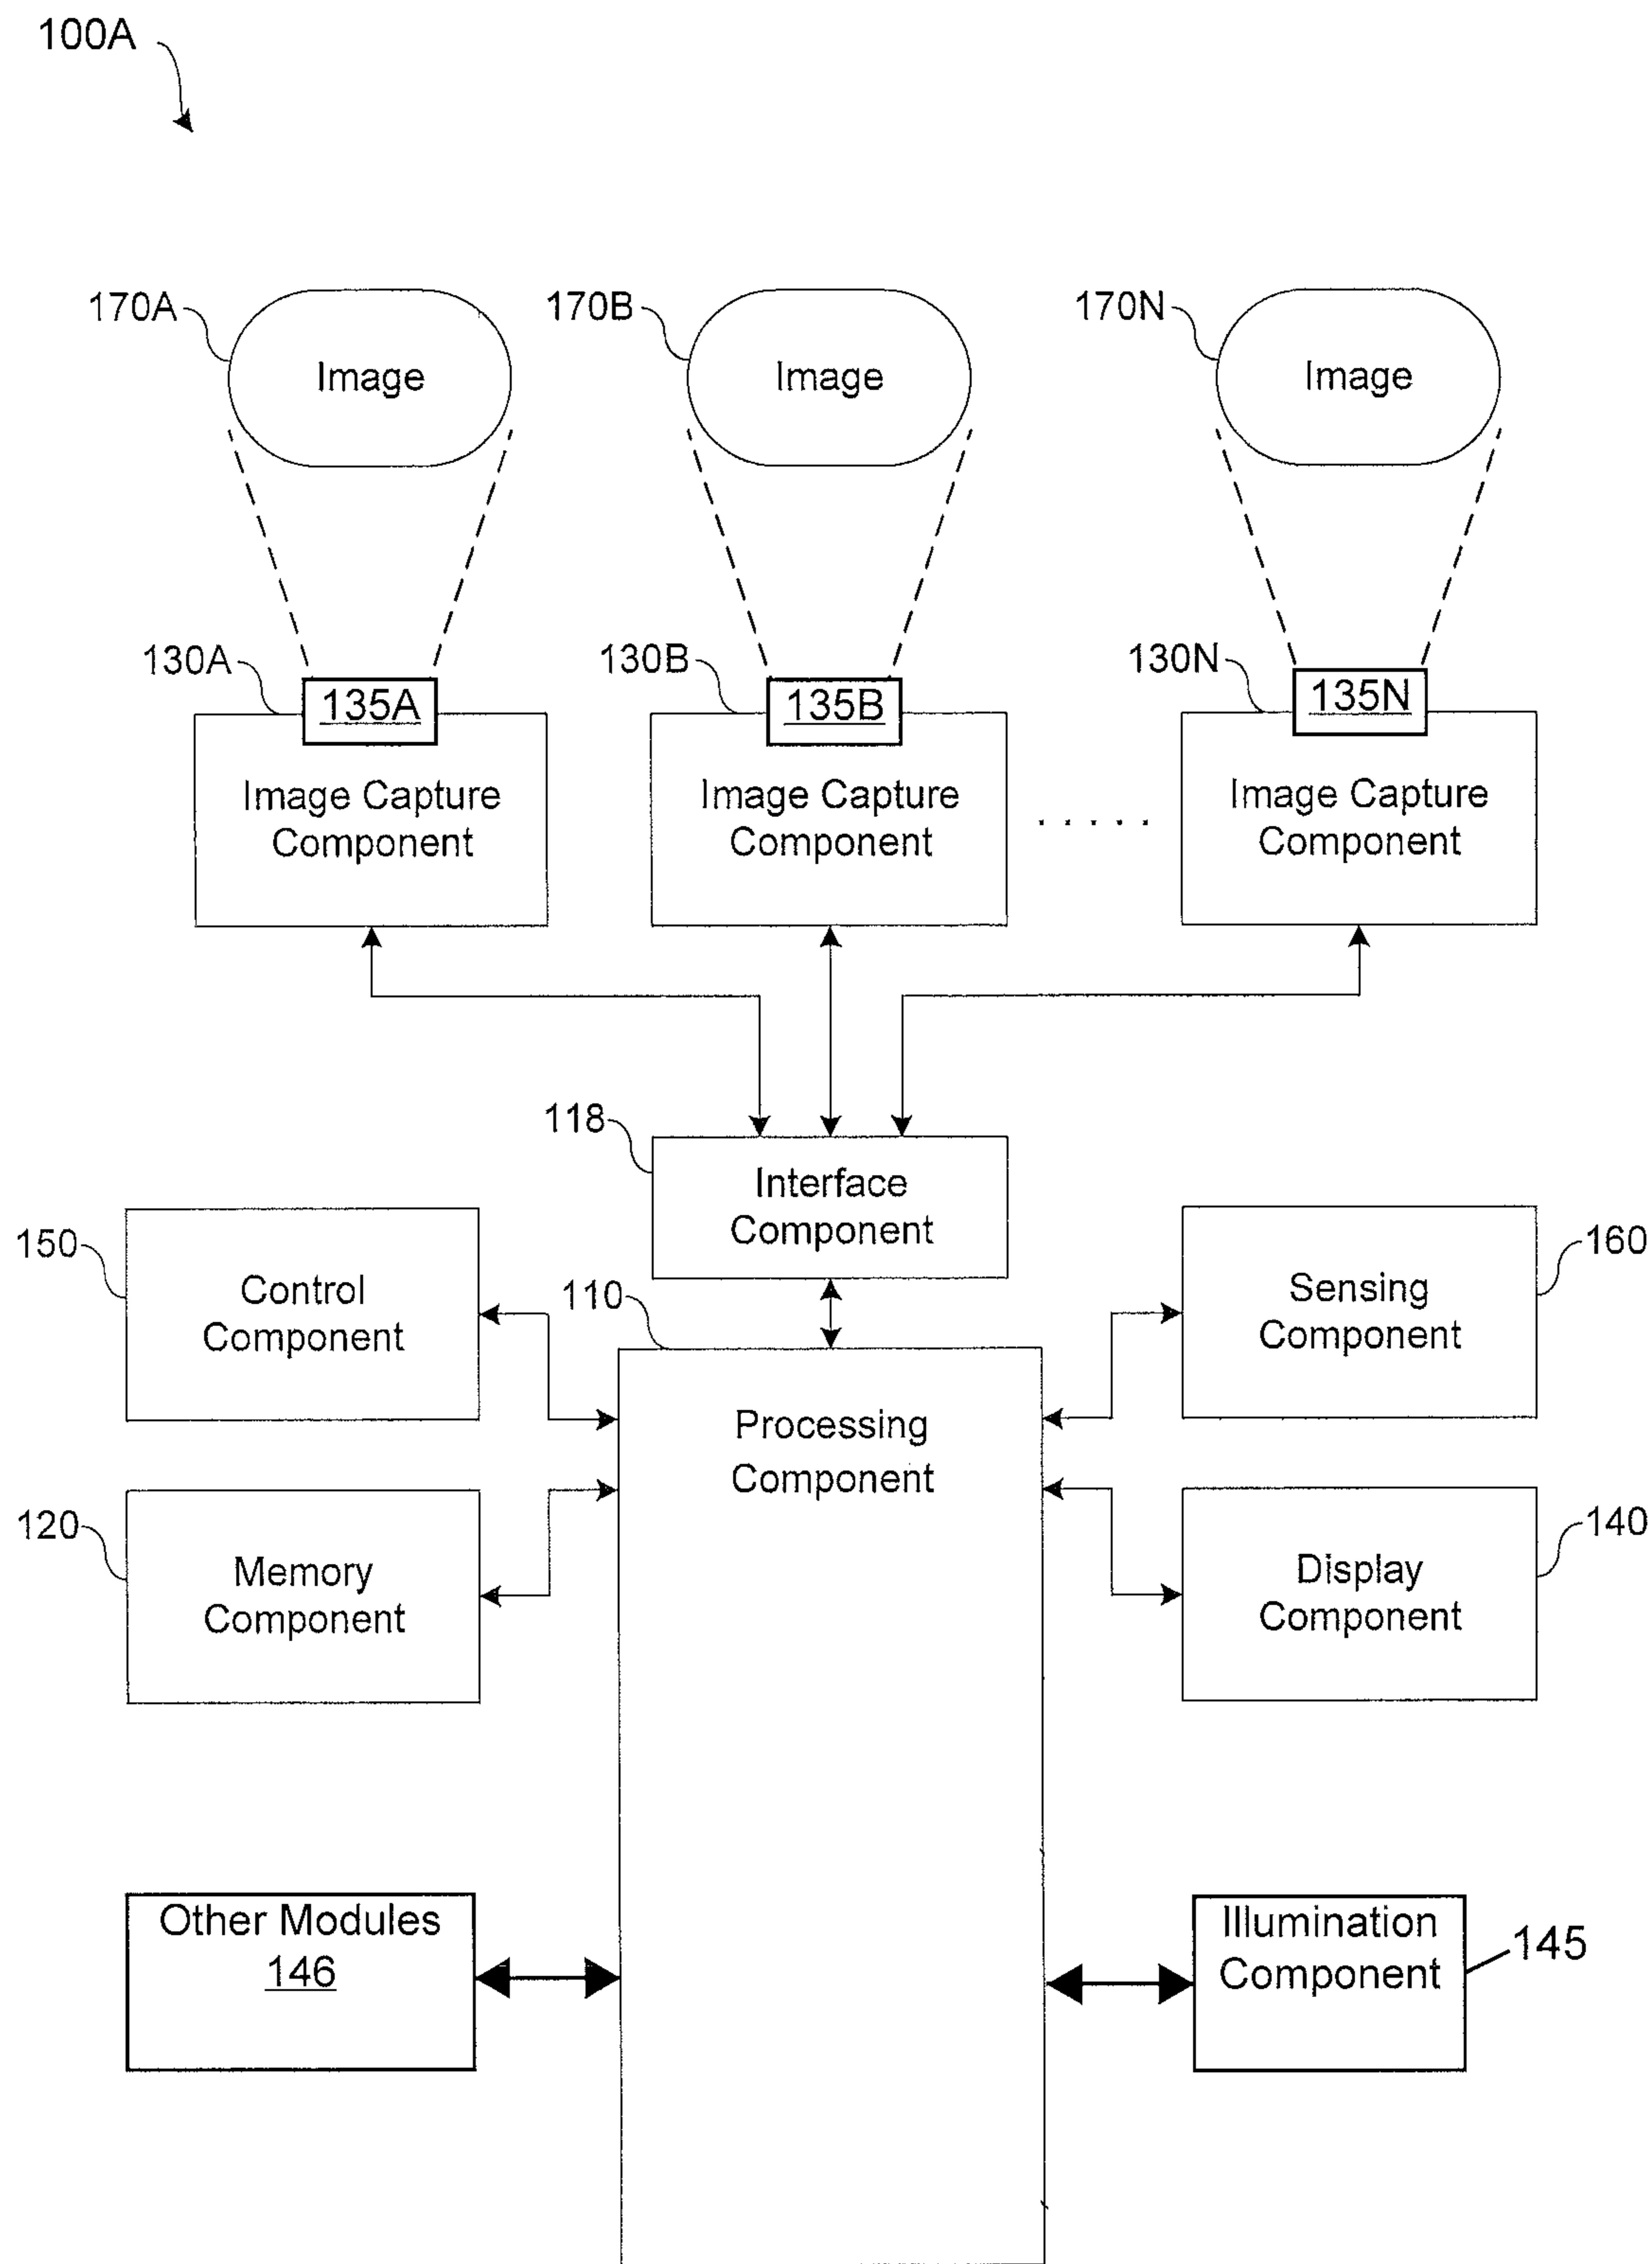 100A
170A
Image
170B
Image
170N
Image
130A
135A
Image Capture
Component
130B
135B
Image Capture
Component
.....
130N
135N
Image Capture
Component
118
Interface
Component
150
Control
Component
110
Processing
Component
160
Sensing
Component
120
Memory
Component
140
Display
Component
Other Modules
146
Illumination
Component
145